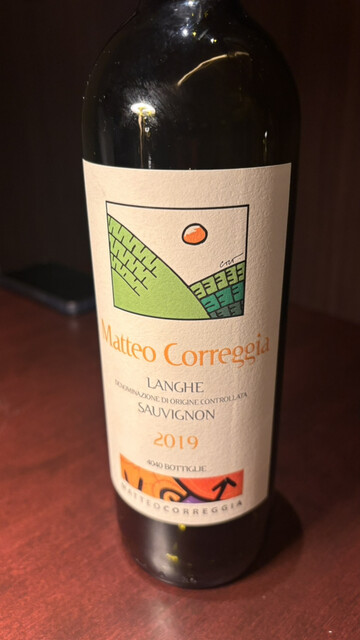 Matteo Correggia
LANGHE
DENOMINAZIONE DI ORIGINE CONTROLLATA
SAUVIGNON
2019
4040 BOTTIGLIE
MATTEOCORREGGIA